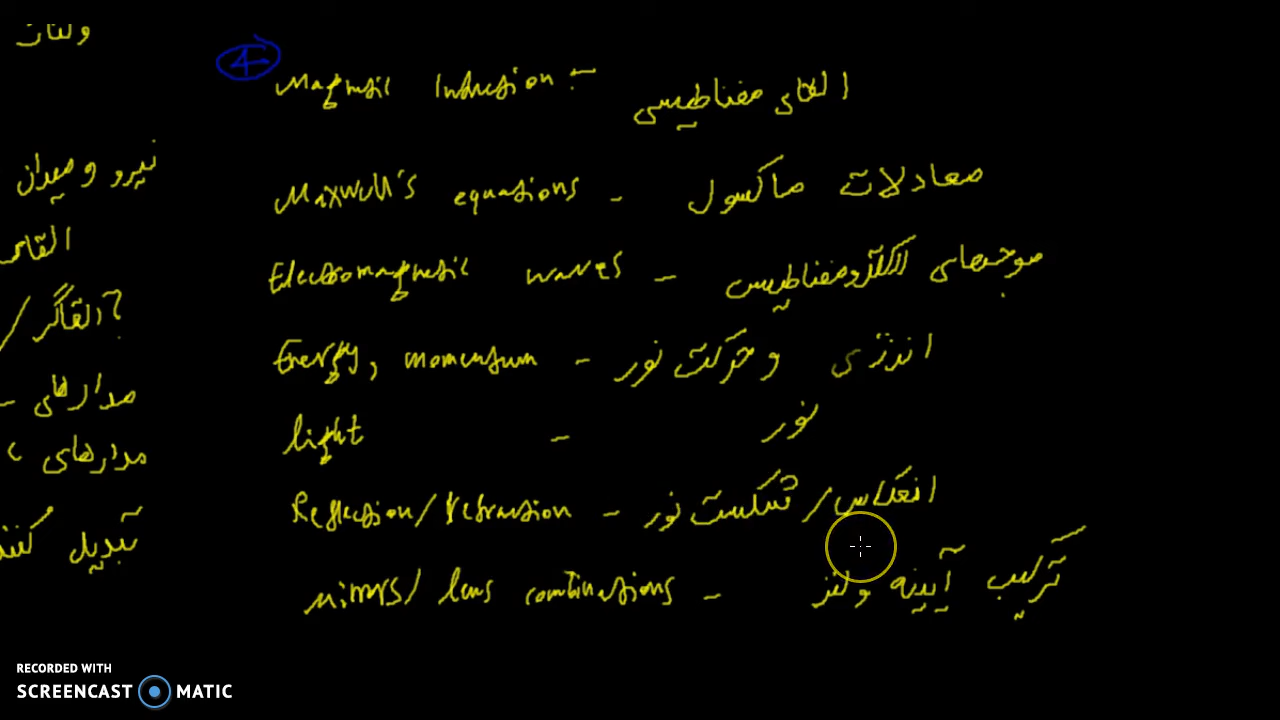 ولتاژ
④ Magnetic Induction :- القای مغناطیسی
نیرو و میدان
Maxwell's equations - معادلات ماکسول
القای
Electromagnetic waves - موجهای الکترومغناطیس
القاگر /
Energy, momentum - انرژی و حرکت نور
مدارهای -
light - نور
مدارهای
Reflection/refraction - انعکاس/شکست نور
تبدیل
mirrors/lens combinations - ترکیب آیینه و لنز
RECORDED WITH
SCREENCAST MATIC